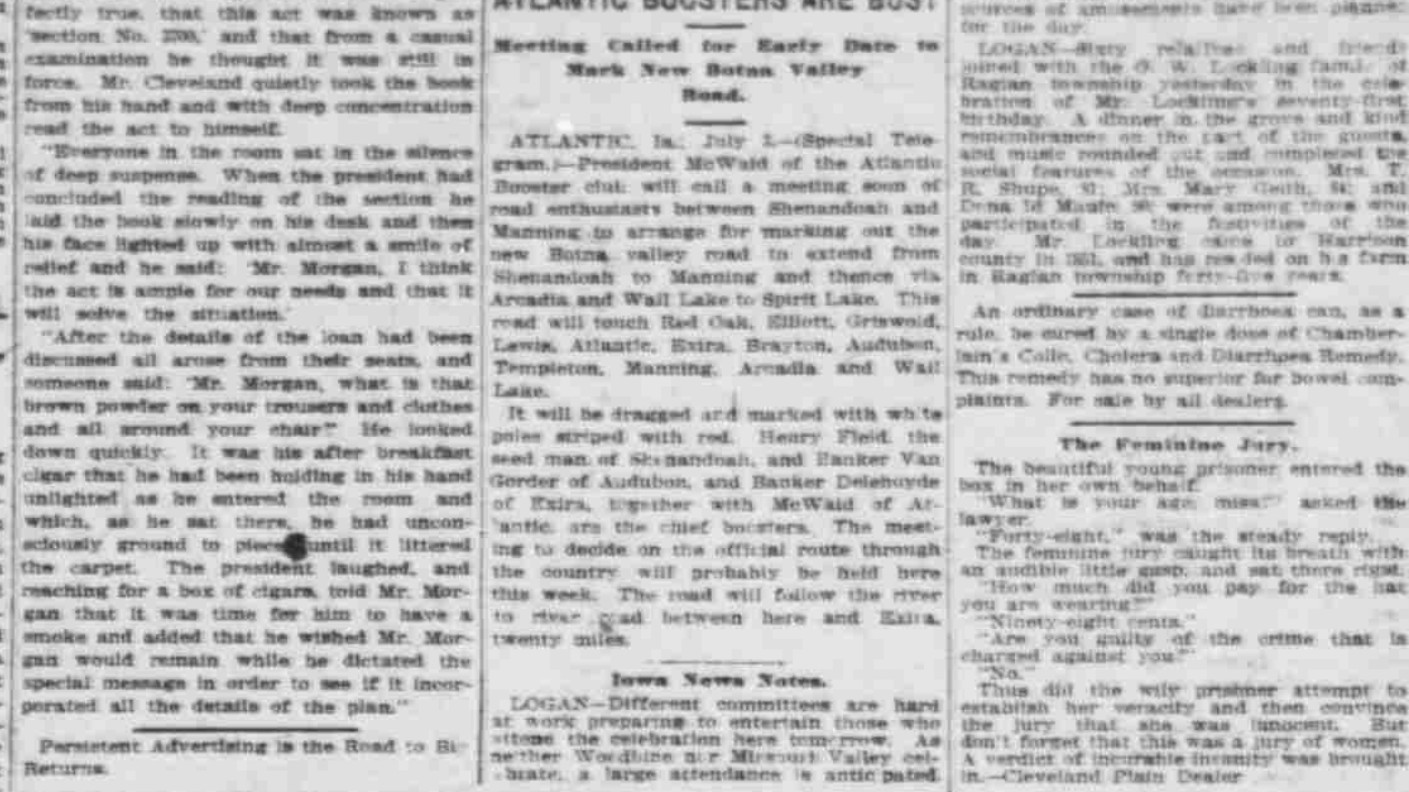 fectly true, that this act was known as
'section No. 3700,' and that from a casual
examination he thought it was still in
force. Mr. Cleveland quietly took the book
from his hand and with deep concentration
read the act to himself.
"Everyone in the room sat in the silence
of deep suspense. When the president had
concluded the reading of the section he
laid the book slowly on his desk and then
his face lighted up with almost a smile of
relief and he said: 'Mr. Morgan, I think
the act is ample for our needs and that it
will solve the situation.'
"After the details of the loan had been
discussed all arose from their seats, and
someone said: 'Mr. Morgan, what is that
brown powder on your trousers and clothes
and all around your chair?' He looked
down quickly. It was his after breakfast
cigar that he had been holding in his hand
unlighted as he entered the room and
which, as he sat there, he had uncon-
sciously ground to pieces until it littered
the carpet. The president laughed, and
reaching for a box of cigars, told Mr. Mor-
gan that it was time for him to have a
smoke and added that he wished Mr. Mor-
gan would remain while he dictated the
special message in order to see if it incor-
porated all the details of the plan."
Persistent Advertising is the Road to Big
Returns.
ATLANTIC BOOSTERS ARE BUSY
Meeting Called for Early Date to
Mark New Botna Valley
Road.
ATLANTIC, Ia., July 3.—(Special Tele-
gram.)—President McWaid of the Atlantic
Booster club will call a meeting soon of
road enthusiasts between Shenandoah and
Manning to arrange for marking out the
new Botna valley road to extend from
Shenandoah to Manning and thence via
Arcadia and Wall Lake to Spirit Lake. This
road will touch Red Oak, Elliott, Griswold,
Lewis, Atlantic, Exira, Brayton, Audubon,
Templeton, Manning, Arcadia and Wall
Lake.
It will be dragged and marked with white
poles striped with red. Henry Field, the
seed man of Shenandoah, and Banker Van
Gorder of Audubon, and Banker Delehoyde
of Exira, together with McWaid of At-
lantic, are the chief boosters. The meet-
ing to decide on the official route through
the country will probably be held here
this week. The road will follow the river
to river road between here and Exira,
twenty miles.
Iowa News Notes.
LOGAN—Different committees are hard
at work preparing to entertain those who
attend the celebration here tomorrow. As
neither Woodbine nor Missouri Valley cel-
ebrate, a large attendance is anticipated.
sources of amusements have been planned
for the day.
LOGAN—Sixty relatives and friends
joined with the G. W. Lockling family of
Raglan township yesterday in the cele-
bration of Mr. Lockling's seventy-first
birthday. A dinner in the grove and kind
remembrances on the part of the guests,
and music rounded out and completed the
social features of the occasion. Mrs. T.
R. Shupe, Mrs. Mary Geith, and
were among those who
participated in the festivities of the
day. Mr. Lockling came to Harrison
county in 1851, and has resided on his farm
in Raglan township forty-five years.
An ordinary case of diarrhoea can, as a
rule, be cured by a single dose of Chamber-
lain's Colic, Cholera and Diarrhoea Remedy.
This remedy has no superior for bowel com-
plaints. For sale by all dealers.
The Feminine Jury.
The beautiful young prisoner entered the
box in her own behalf.
"What is your age, miss?" asked the
lawyer.
"Forty-eight," was the steady reply.
The feminine jury caught its breath with
an audible little gasp, and sat there rigid.
"How much did you pay for the hat
you are wearing?"
"Ninety-eight cents."
"Are you guilty of the crime that is
charged against you?"
"No."
Thus did the wily prisoner attempt to
establish her veracity and then convince
the jury that she was innocent. But
don't forget that this was a jury of women.
A verdict of incurable insanity was brought
in.—Cleveland Plain Dealer